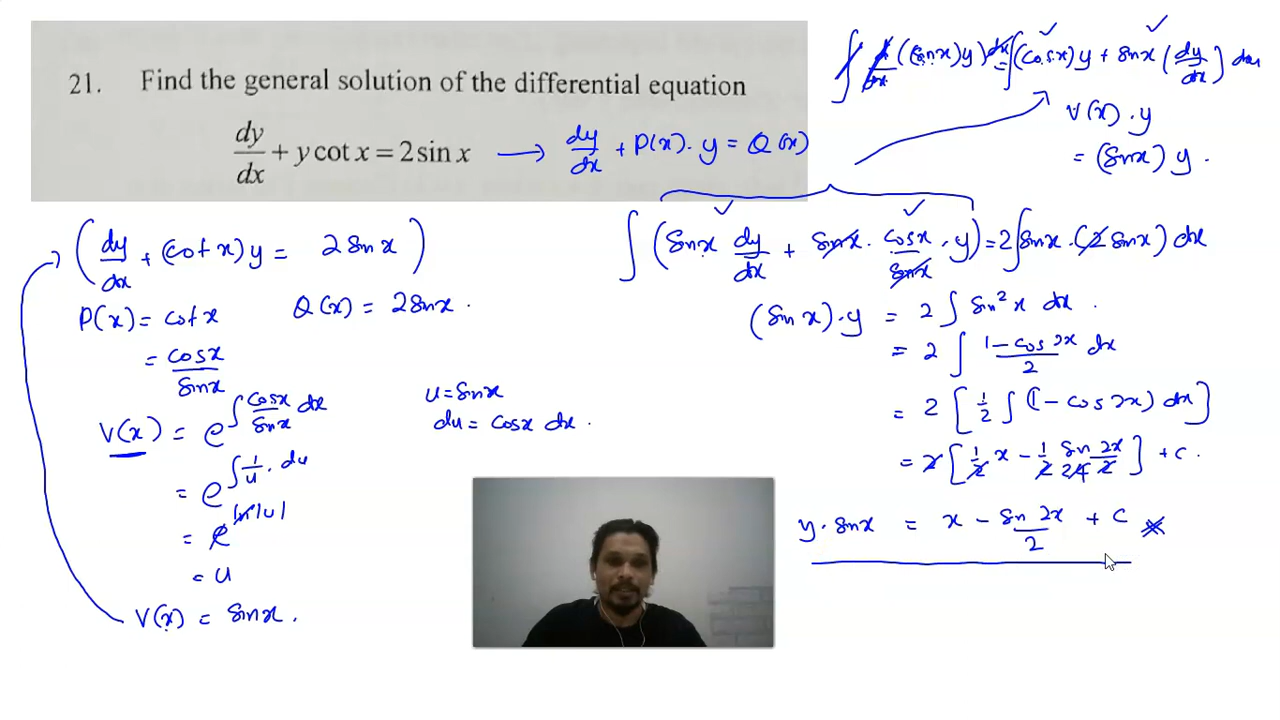 21. Find the general solution of the differential equation
dy/dx + y cot x = 2 sin x → dy/dx + P(x) · y = Q(x)
∫ d/dx ((sin x) y) dx = ∫ (cos x) y + sin x (dy/dx) dx
V(x) · y
= (sin x) y .
(dy/dx + (cot x) y = 2 sin x)
P(x) = cot x Q(x) = 2 sin x .
= cos x / sin x
V(x) = e^∫ cos x / sin x dx
u = sin x
du = cos x dx .
= e^∫ 1/u . du
= e^ln|u|
= u
V(x) = sin x .
∫ (sin x dy/dx + sin x . cos x / sin x . y) = 2 ∫ sin x . (2 sin x) dx
(sin x) · y = 2 ∫ sin² x dx .
= 2 ∫ (1 − cos 2x)/2 dx
= 2 [ 1/2 ∫ (1 − cos 2x) dx ]
= 2 [ 1/2 x − 1/2 sin 2x / 2 ] + c .
y · sin x = x − sin 2x / 2 + c